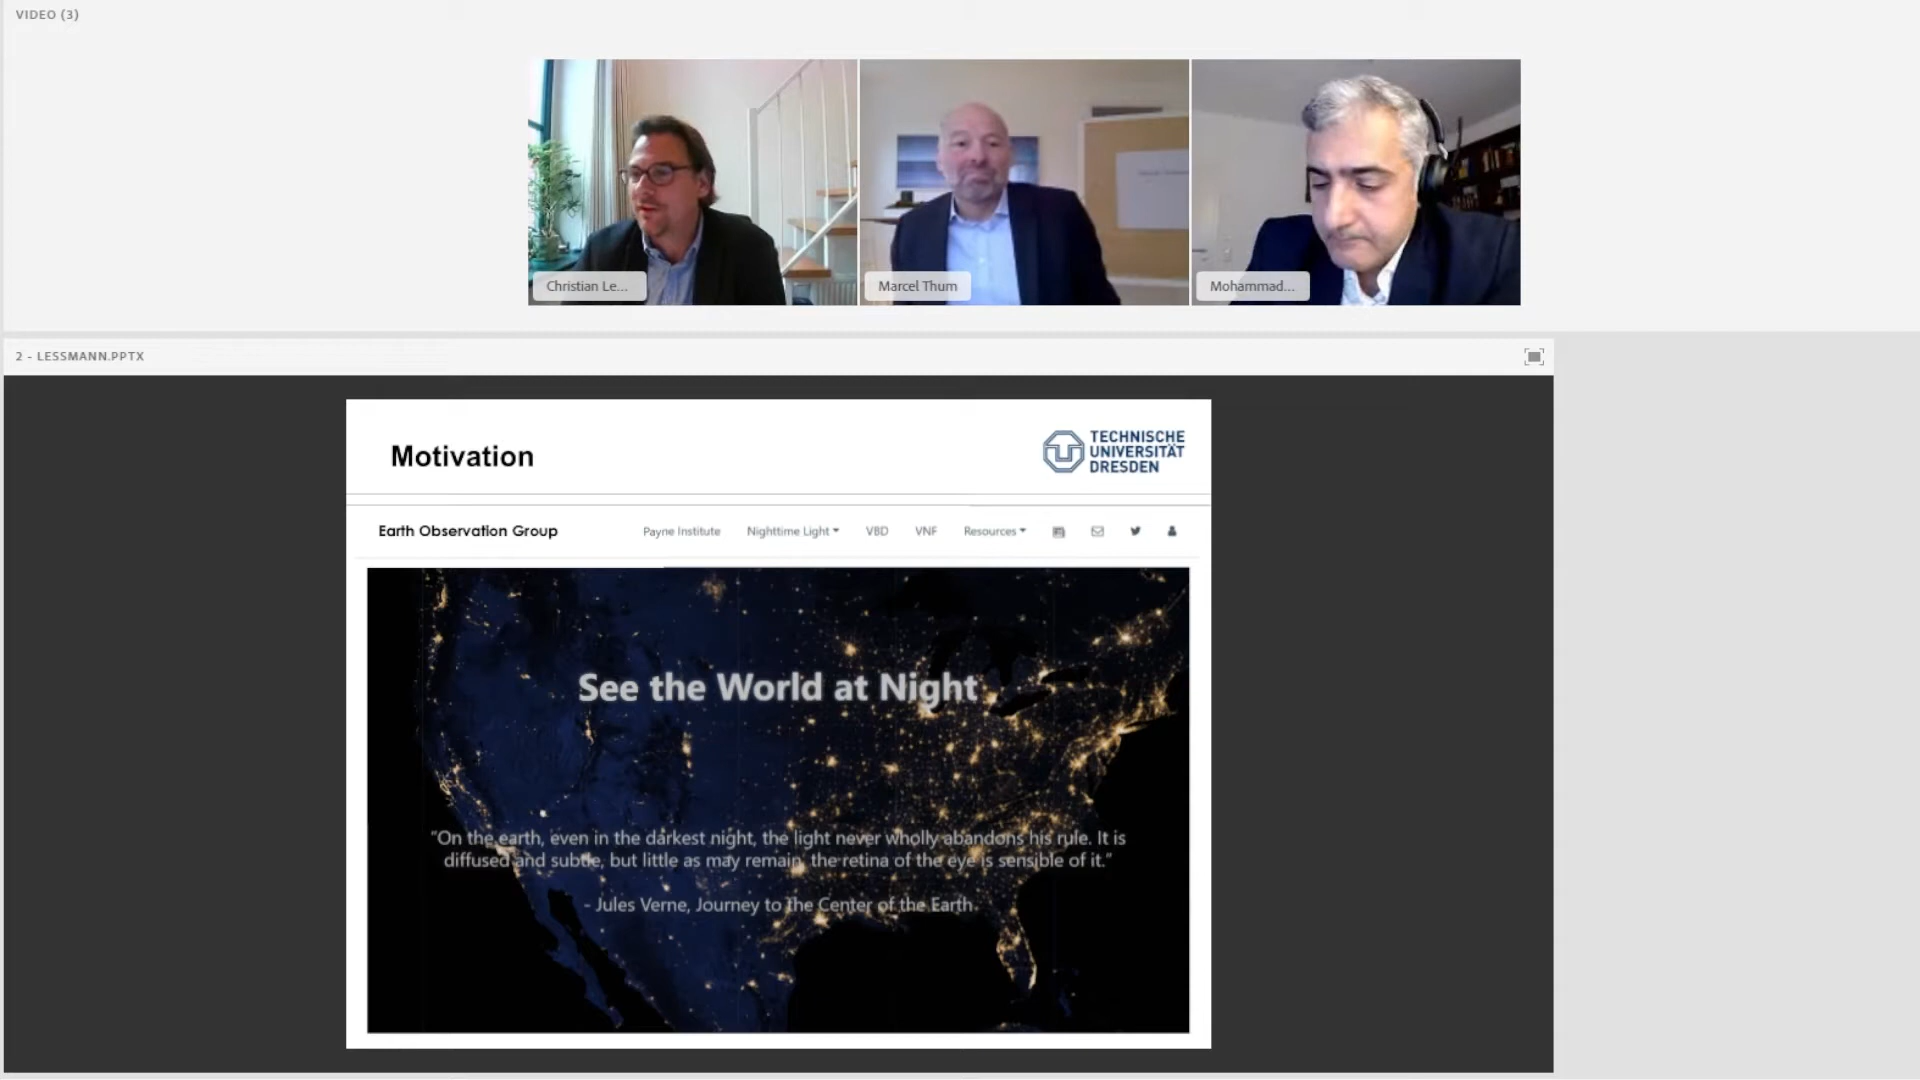 VIDEO (3)
Christian Le...
Marcel Thum
Mohammad...
2 - LESSMANN.PPTX
Motivation
TECHNISCHE
UNIVERSITÄT
DRESDEN
Earth Observation Group
Payne Institute
Nighttime Light
VBD
VNF
Resources
See the World at Night
"On the earth, even in the darkest night, the light never wholly abandons his rule. It is
diffused and subtle, but little as may remain, the retina of the eye is sensible of it."
- Jules Verne, Journey to the Center of the Earth